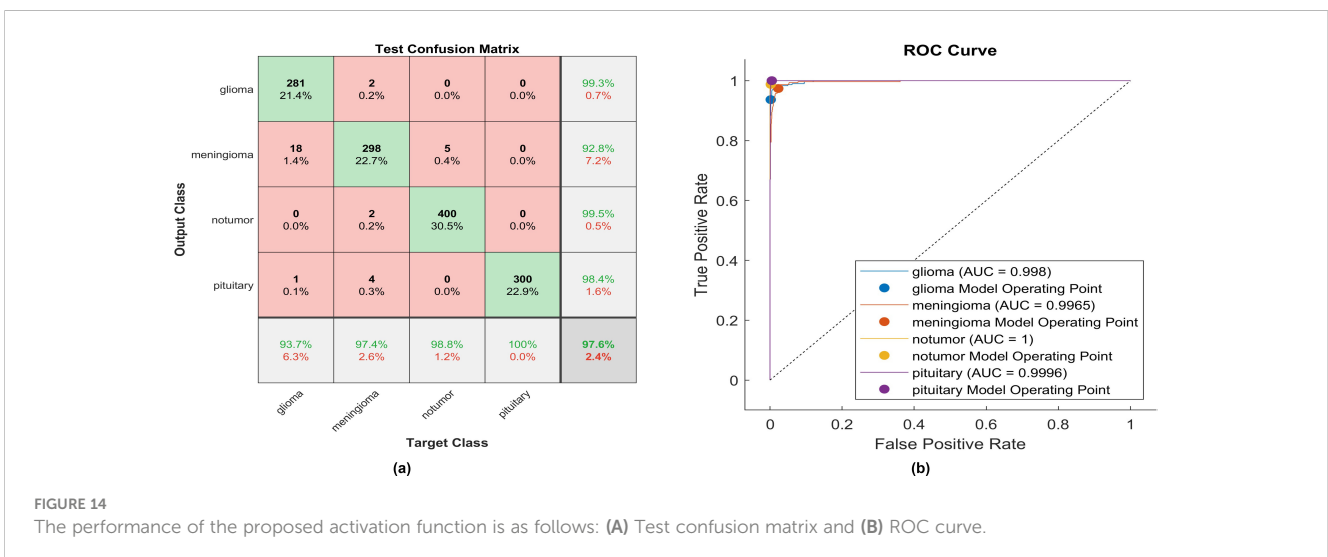 Test Confusion Matrix
glioma
281
21.4%
2
0.2%
0
0.0%
0
0.0%
99.3%
0.7%
meningioma
18
1.4%
298
22.7%
5
0.4%
0
0.0%
92.8%
7.2%
notumor
0
0.0%
2
0.2%
400
30.5%
0
0.0%
99.5%
0.5%
pituitary
1
0.1%
4
0.3%
0
0.0%
300
22.9%
98.4%
1.6%
93.7%
6.3%
97.4%
2.6%
98.8%
1.2%
100%
0.0%
97.6%
2.4%
Output Class
glioma
meningioma
notumor
pituitary
Target Class
(a)
ROC Curve
1
0.8
0.6
0.4
0.2
0
True Positive Rate
glioma (AUC = 0.998)
glioma Model Operating Point
meningioma (AUC = 0.9965)
meningioma Model Operating Point
notumor (AUC = 1)
notumor Model Operating Point
pituitary (AUC = 0.9996)
pituitary Model Operating Point
0 0.2 0.4 0.6 0.8 1
False Positive Rate
(b)
FIGURE 14
The performance of the proposed activation function is as follows: (A) Test confusion matrix and (B) ROC curve.